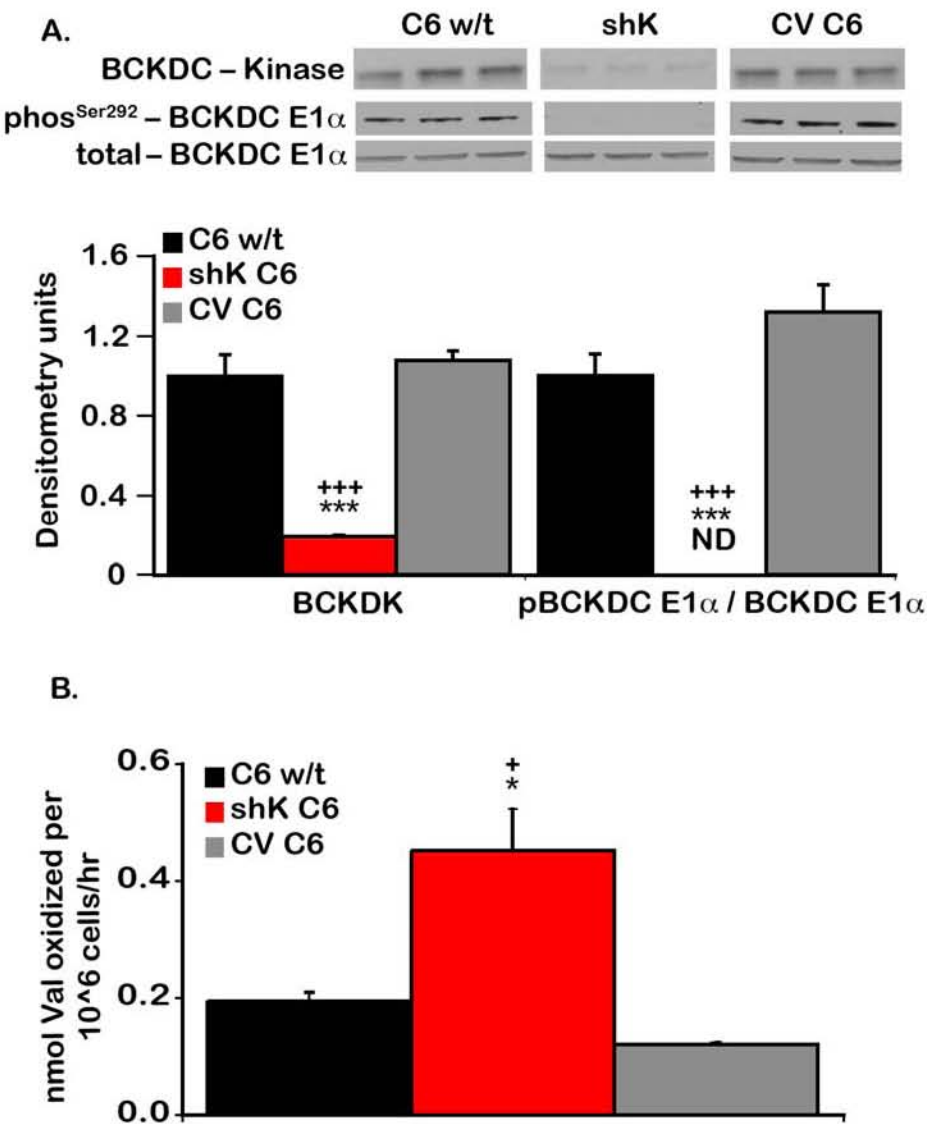 A.
C6 w/t shK CV C6
BCKDC – Kinase
phosSer292 – BCKDC E1α
total – BCKDC E1α
C6 w/t
shK C6
CV C6
Densitometry units
1.6
1.2
0.8
0.4
0
+++
***
+++
***
ND
BCKDK pBCKDC E1α / BCKDC E1α
B.
C6 w/t
shK C6
CV C6
nmol Val oxidized per
10^6 cells/hr
0.6
0.4
0.2
0.0
+
*